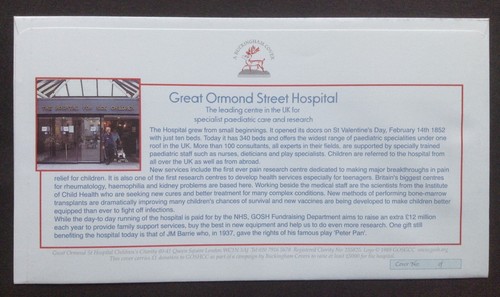 A BUCKINGHAM COVER
Great Ormond Street Hospital
The leading centre in the UK for
specialist paediatric care and research
The Hospital grew from small beginnings. It opened its doors on St Valentine's Day, February 14th 1852
with just ten beds. Today it has 340 beds and offers the widest range of paediatric specialities under one
roof in the UK. More than 100 consultants, all experts in their fields, are supported by specially trained
paediatric staff such as nurses, dieticians and play specialists. Children are referred to the hospital from
all over the UK as well as from abroad.
New services include the first ever pain research centre dedicated to making major breakthroughs in pain
relief for children. It is also one of the first research centres to develop health services especially for teenagers. Britain's biggest centres
for rheumatology, haemophilia and kidney problems are based here. Working beside the medical staff are the scientists from the Institute
of Child Health who are seeking new cures and better treatment for many complex conditions. New methods of performing bone-marrow
transplants are dramatically improving many children's chances of survival and new vaccines are being developed to make children better
equipped than ever to fight off infections.
While the day-to-day running of the hospital is paid for by the NHS, GOSH Fundraising Department aims to raise an extra £12 million
each year to provide family support services, buy the best in new equipment and help us to do even more research. One gift still
benefiting the hospital today is that of JM Barrie who, in 1937, gave the rights of his famous play 'Peter Pan'.
Great Ormond St Hospital Children's Charity
Cover No.